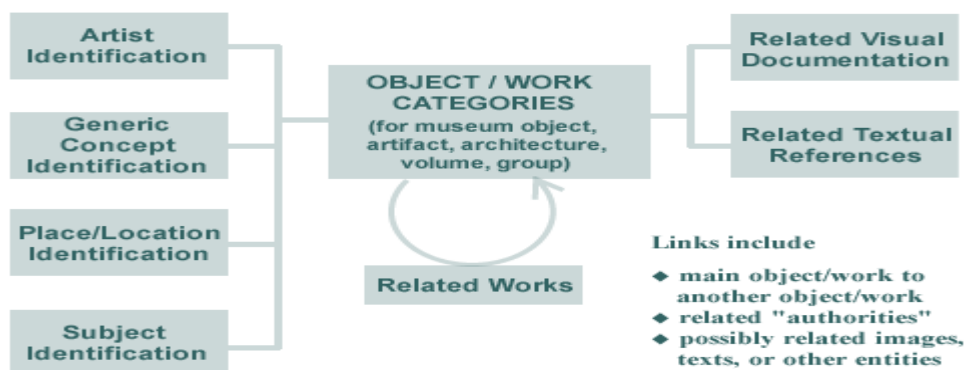 Artist
Identification
Generic
Concept
Identification
Place/Location
Identification
Subject
Identification
OBJECT / WORK
CATEGORIES
(for museum object,
artifact, architecture,
volume, group)
Related Works
Related Visual
Documentation
Related Textual
References
Links include
◆ main object/work to
another object/work
◆ related "authorities"
◆ possibly related images,
texts, or other entities